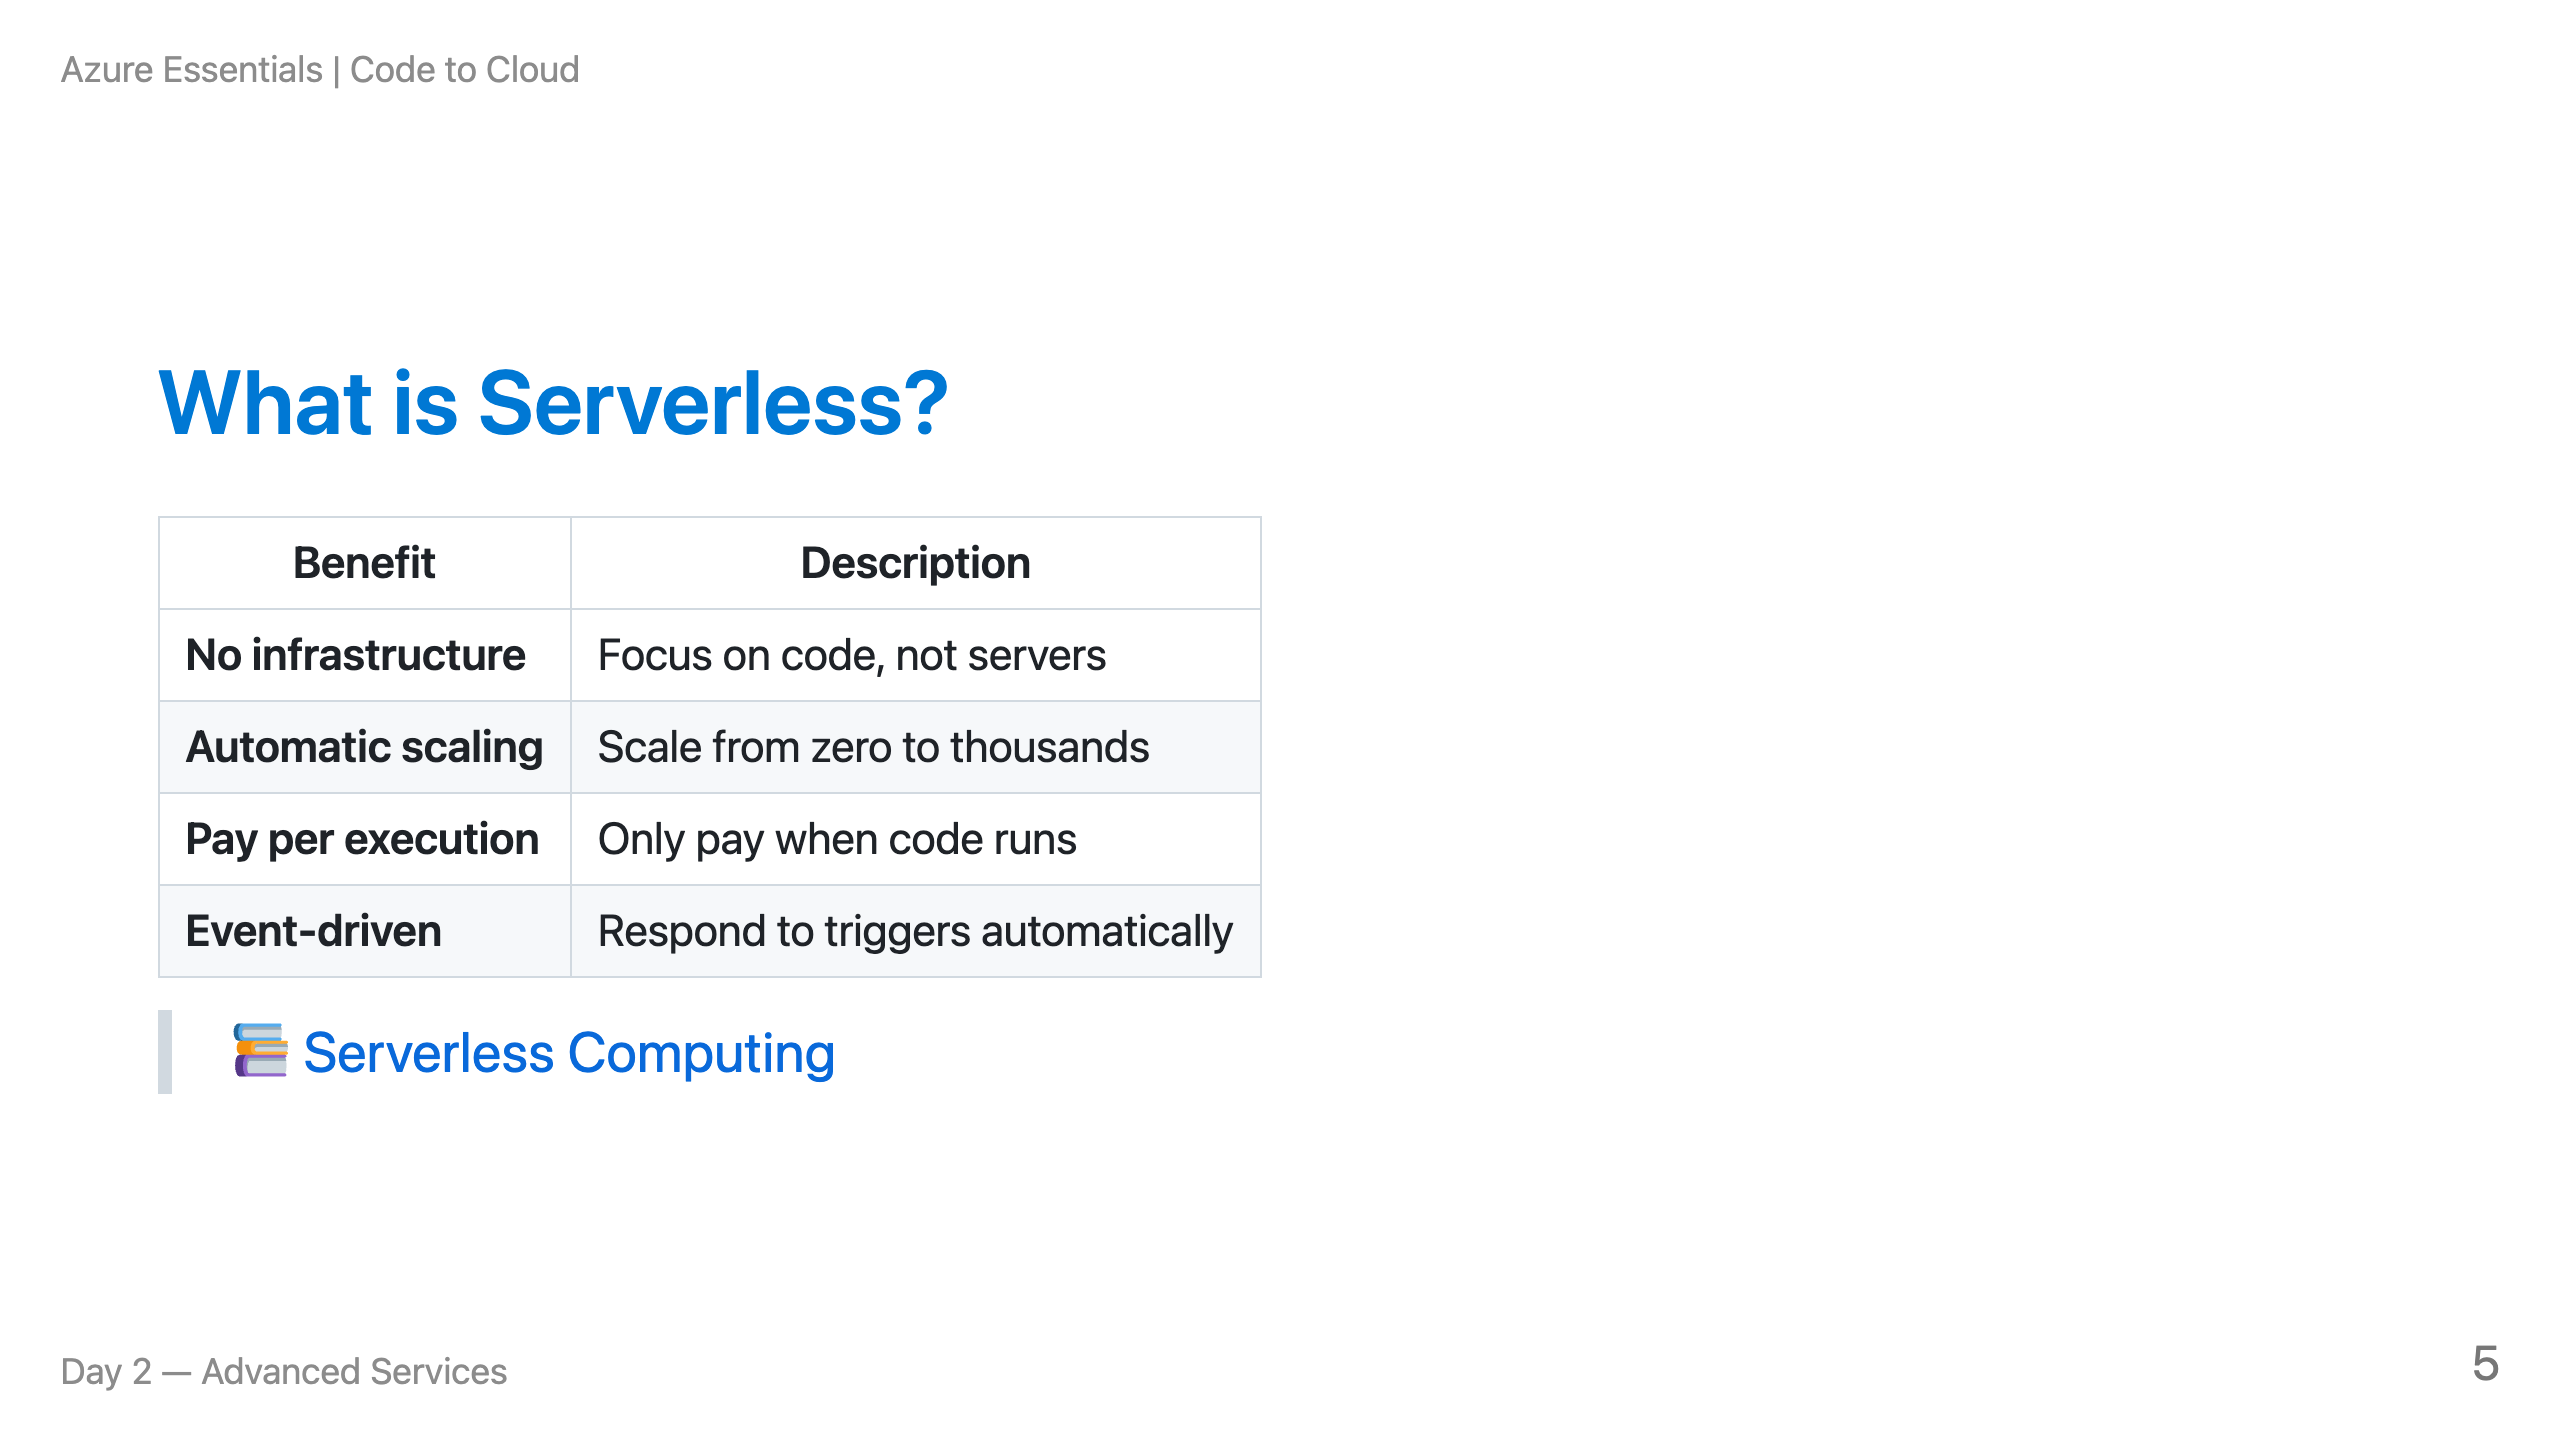 Azure Essentials | Code to Cloud
What is Serverless?
Benefit Description
No infrastructure Focus on code, not servers
Automatic scaling Scale from zero to thousands
Pay per execution Only pay when code runs
Event-driven Respond to triggers automatically
Serverless Computing
Day 2 — Advanced Services
5